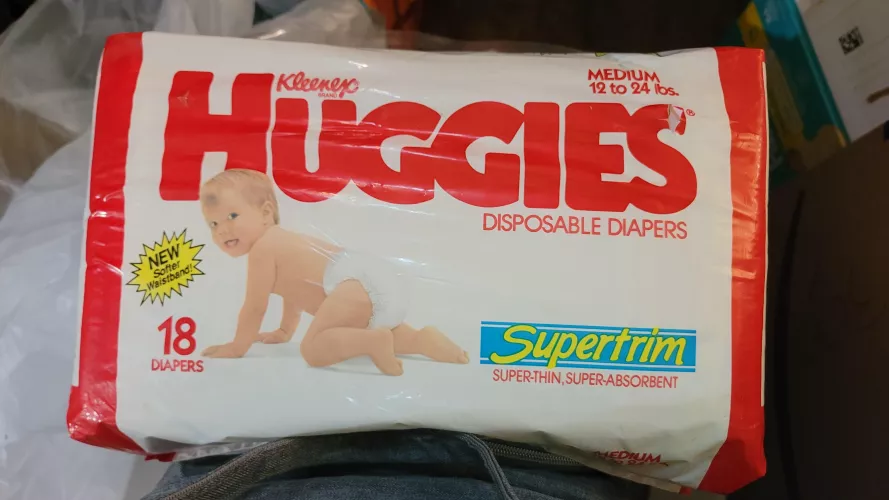 Kleenex
BRAND
HUGGIES®
MEDIUM
12 to 24 lbs.
DISPOSABLE DIAPERS
NEW
Softer
Waistband!
18
DIAPERS
Supertrim
SUPER-THIN, SUPER-ABSORBENT
MEDIUM